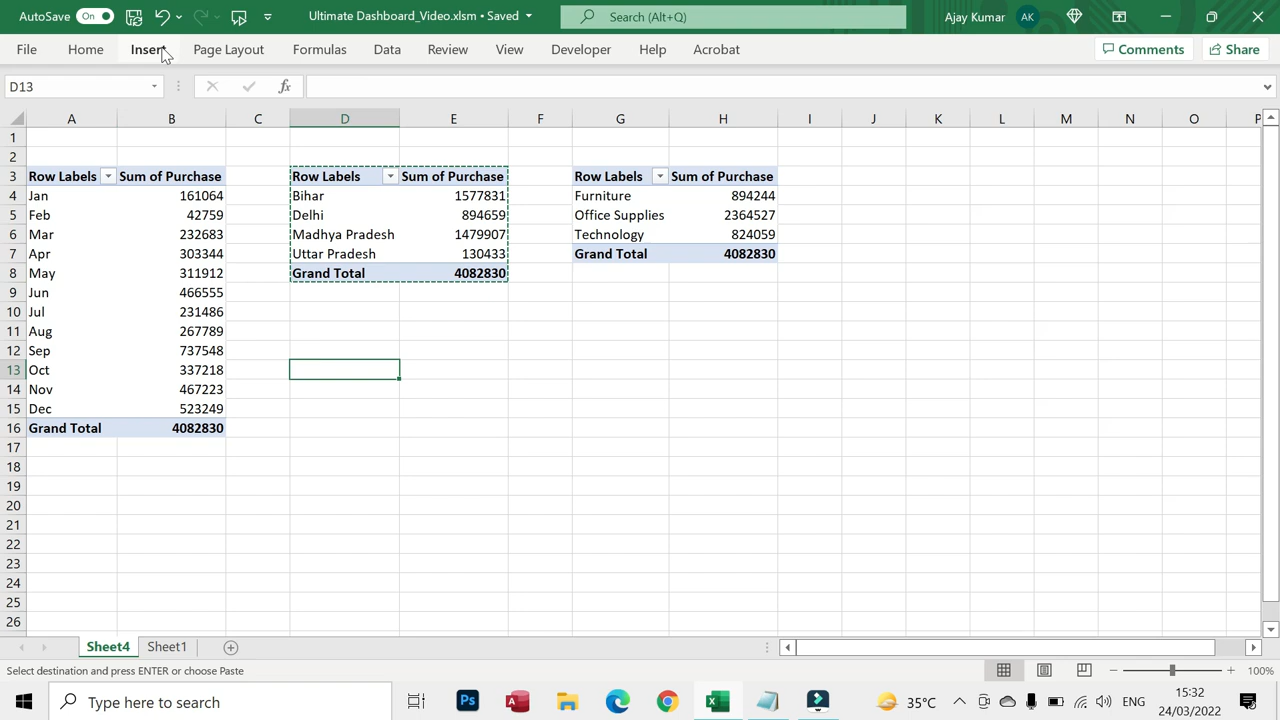 AutoSave On Ultimate Dashboard_Video.xlsm • Saved Search (Alt+Q) Ajay Kumar AK
File Home Insert Page Layout Formulas Data Review View Developer Help Acrobat Comments Share
D13 fx
A B C D E F G H I J K L M N O P
1
2
3 Row Labels Sum of Purchase Row Labels Sum of Purchase Row Labels Sum of Purchase
4 Jan 161064 Bihar 1577831 Furniture 894244
5 Feb 42759 Delhi 894659 Office Supplies 2364527
6 Mar 232683 Madhya Pradesh 1479907 Technology 824059
7 Apr 303344 Uttar Pradesh 130433 Grand Total 4082830
8 May 311912 Grand Total 4082830
9 Jun 466555
10 Jul 231486
11 Aug 267789
12 Sep 737548
13 Oct 337218
14 Nov 467223
15 Dec 523249
16 Grand Total 4082830
17
18
19
20
21
22
23
24
25
26
Sheet4 Sheet1
Select destination and press ENTER or choose Paste 100%
Type here to search Ps A X 35°C ENG 15:32
24/03/2022